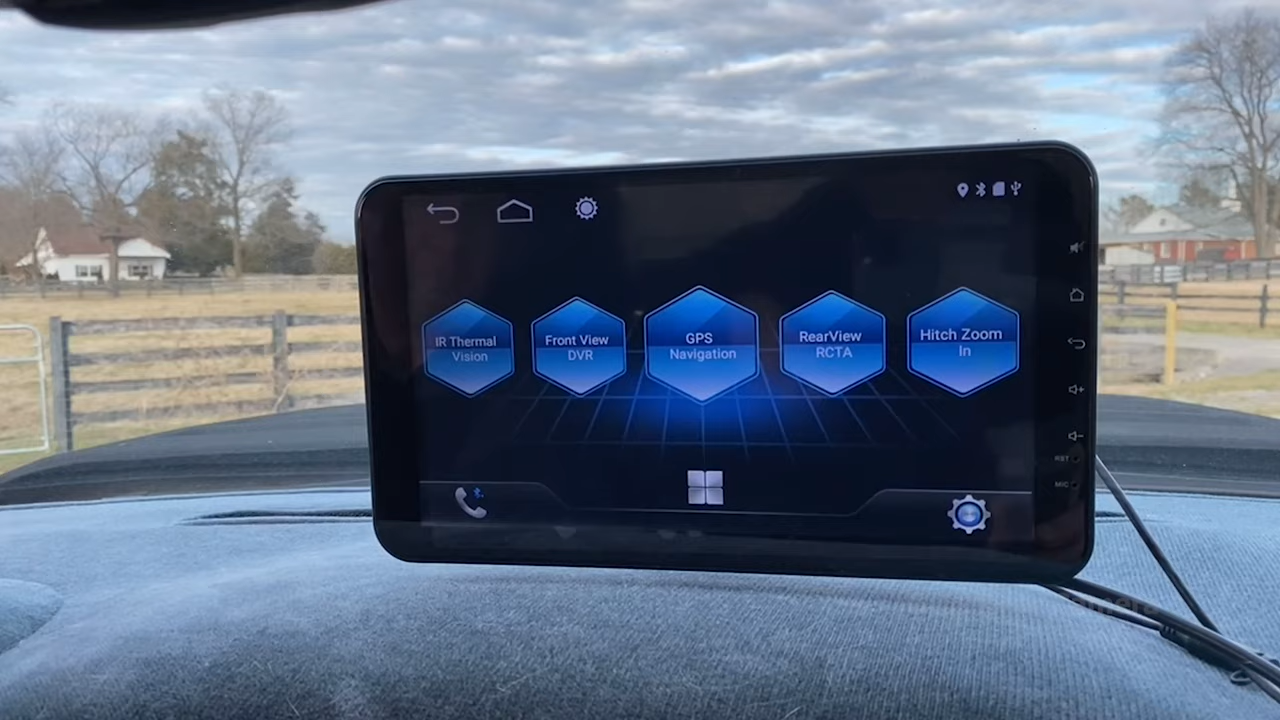 IR Thermal
Vision
Front View
DVR
GPS
Navigation
RearView
RCTA
Hitch Zoom
In
RST
MIC